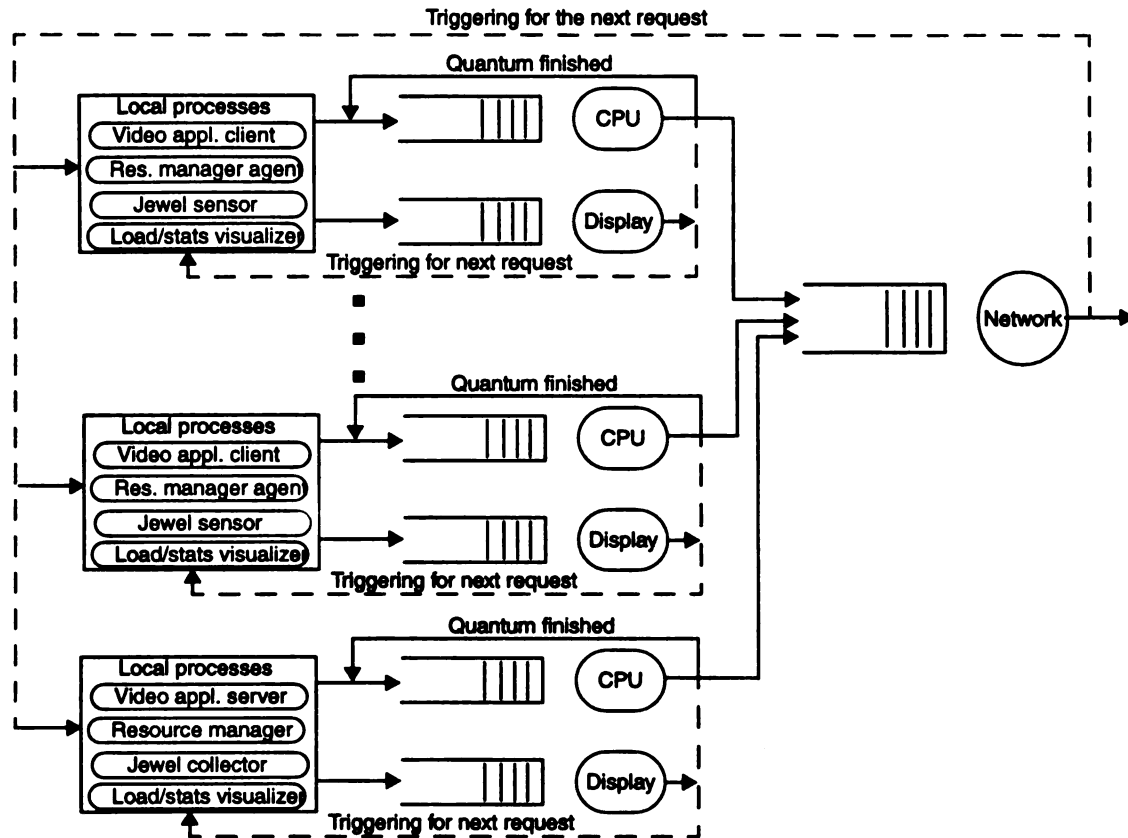 Triggering for the next request
Quantum finished
Local processes
Video appl. client
Res. manager agent
Jewel sensor
Load/stats visualizer
CPU
Display
Triggering for next request
Network
Quantum finished
Local processes
Video appl. client
Res. manager agent
Jewel sensor
Load/stats visualizer
CPU
Display
Triggering for next request
Quantum finished
Local processes
Video appl. server
Resource manager
Jewel collector
Load/stats visualizer
CPU
Display
Triggering for next request